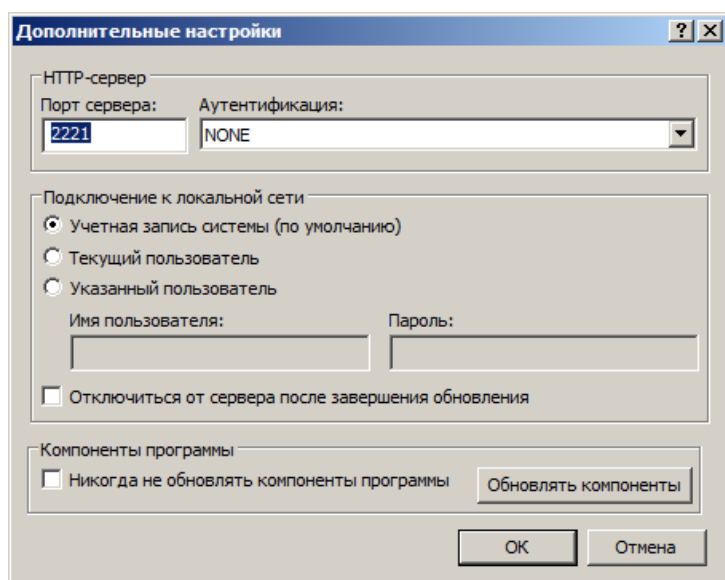 Дополнительные настройки
HTTP-сервер
Порт сервера: Аутентификация:
2221 NONE
Подключение к локальной сети
Учетная запись системы (по умолчанию)
Текущий пользователь
Указанный пользователь
Имя пользователя: Пароль:
Отключиться от сервера после завершения обновления
Компоненты программы
Никогда не обновлять компоненты программы Обновлять компоненты
OK Отмена